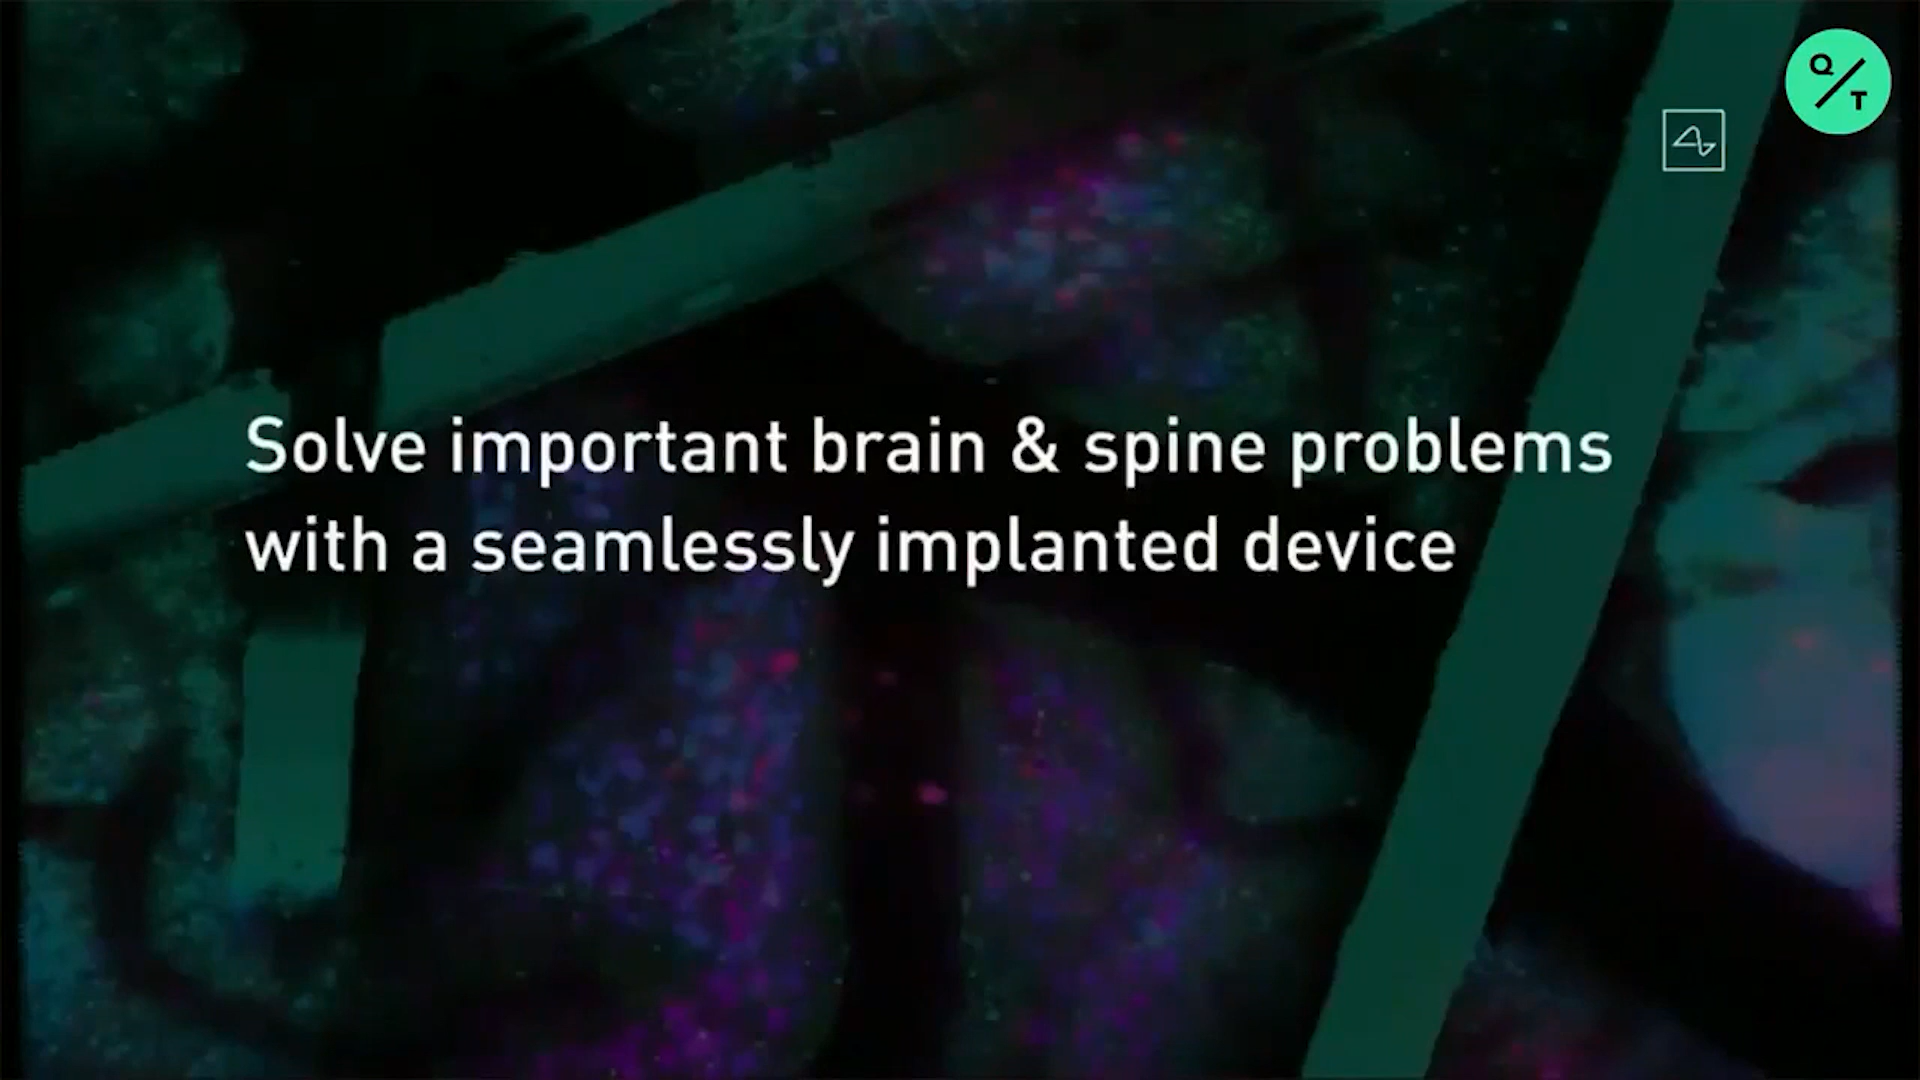 Q/T
Solve important brain & spine problems
with a seamlessly implanted device